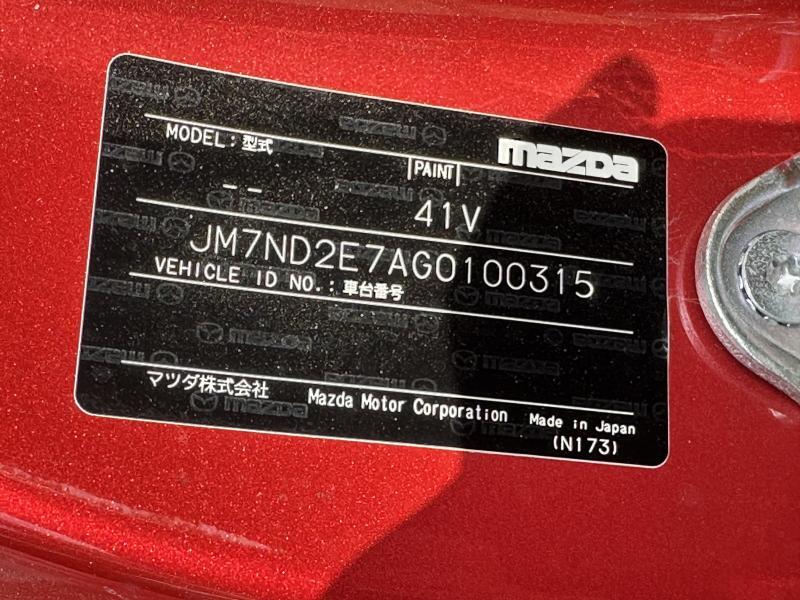 mazda
MODEL : 型式
PAINT
--
41V
JM7ND2E7AG0100315
VEHICLE ID NO. : 車台番号
マツダ株式会社
Mazda Motor Corporation
Made in Japan
(N173)